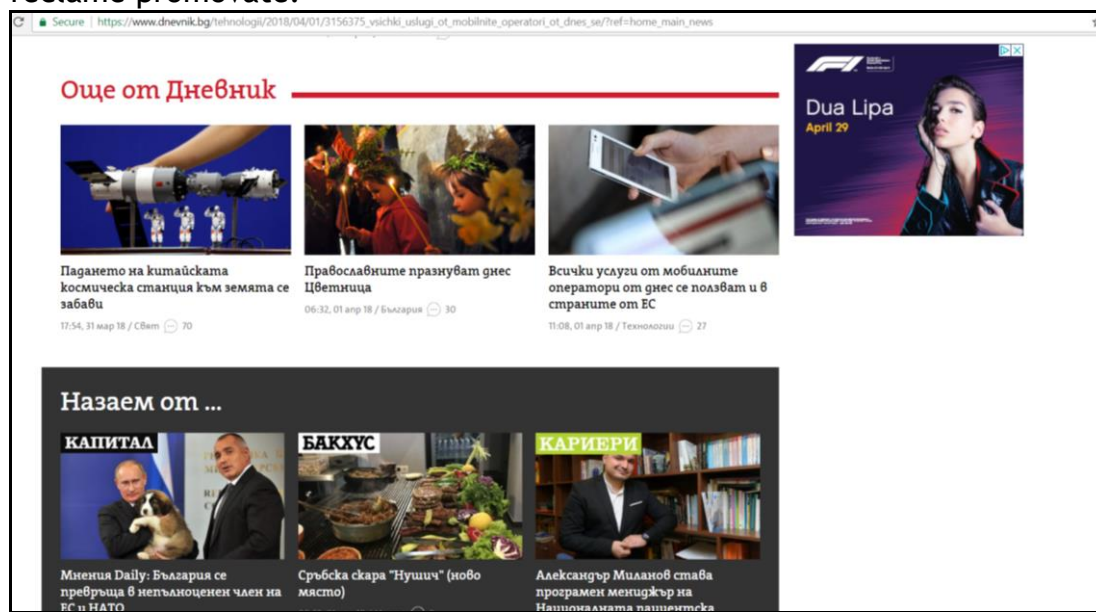 reclame promovate.
Secure | https://www.dnevnik.bg/tehnologii/2018/04/01/3156375_vsichki_uslugi_ot_mobilnite_operatori_ot_dnes_se/?ref=home_main_news
Още от Дневник
Падането на китайската
космическа станция към земята се
забави
17:54, 31 мар 18 / Свят 70
Православните празнуват днес
Цветница
06:32, 01 апр 18 / България 30
Всички услуги от мобилните
оператори от днес се ползват и в
страните от ЕС
11:08, 01 апр 18 / Технологии 27
F1
Dua Lipa
April 29
Назаем от ...
КАПИТАЛ
Мнения Daily: България се
превръща в непълноценен член на
ЕС и НАТО
БАКХУС
Сръбска скара "Нушич" (ново
място)
КАРИЕРИ
Александър Миланов става
програмен мениджър на
Националната пациентска